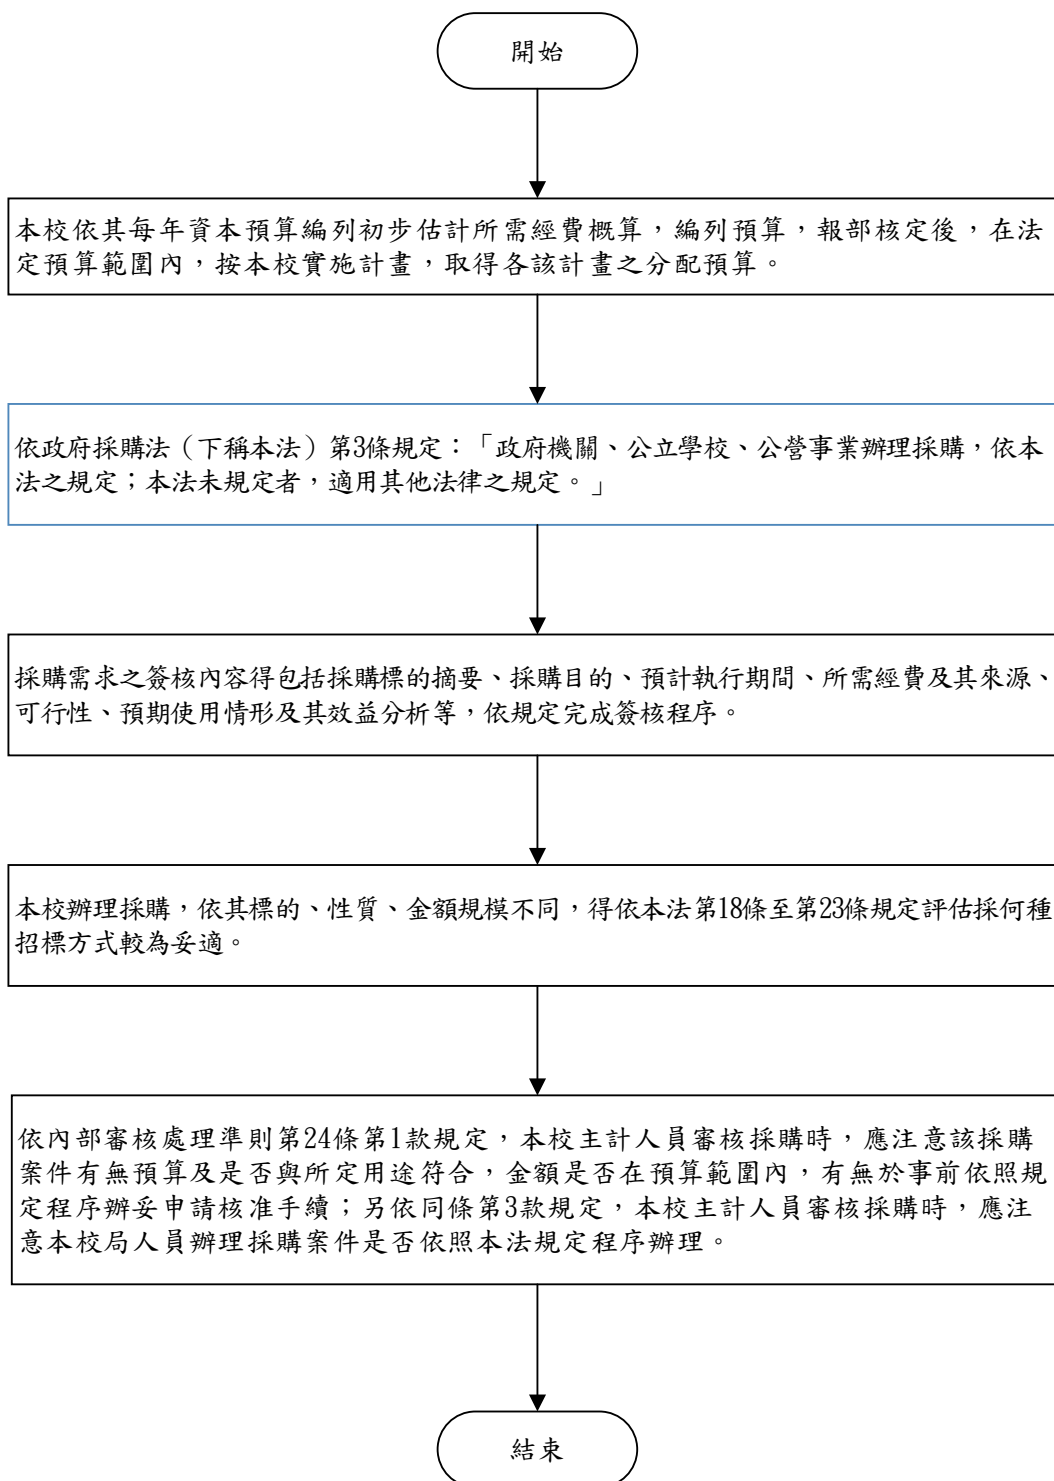 開始
本校依其每年資本預算編列初步估計所需經費概算，編列預算，報部核定後，在法
定預算範圍內，按本校實施計畫，取得各該計畫之分配預算。
依政府採購法（下稱本法）第3條規定：「政府機關、公立學校、公營事業辦理採購，依本
法之規定；本法未規定者，適用其他法律之規定。」
採購需求之簽核內容得包括採購標的摘要、採購目的、預計執行期間、所需經費及其來源、
可行性、預期使用情形及其效益分析等，依規定完成簽核程序。
本校辦理採購，依其標的、性質、金額規模不同，得依本法第18條至第23條規定評估採何種
招標方式較為妥適。
依內部審核處理準則第24條第1款規定，本校主計人員審核採購時，應注意該採購
案件有無預算及是否與所定用途符合，金額是否在預算範圍內，有無於事前依照規
定程序辦妥申請核准手續；另依同條第3款規定，本校主計人員審核採購時，應注
意本校局人員辦理採購案件是否依照本法規定程序辦理。
結束